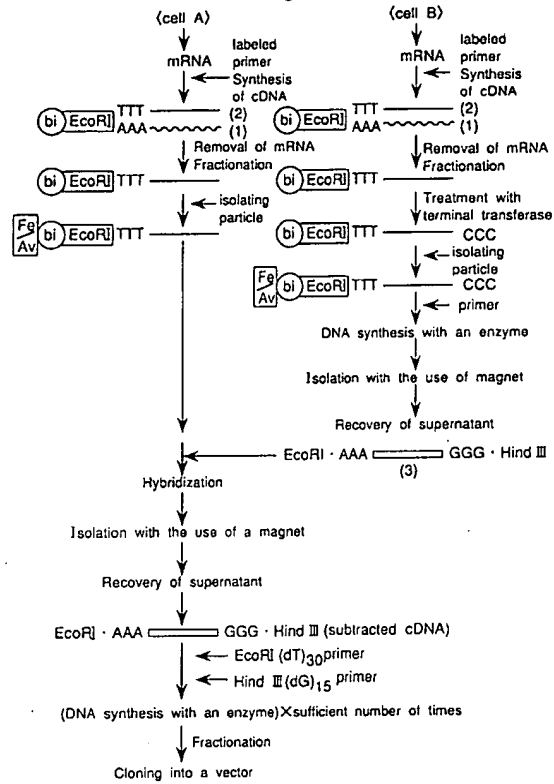 ⟨cell A⟩
mRNA
labeled
primer
Synthesis
of cDNA
bi EcoRI TTT (2)
AAA (1)
Removal of mRNA
Fractionation
bi EcoRI TTT
isolating
particle
Fe
Av bi EcoRI TTT
⟨cell B⟩
mRNA
labeled
primer
Synthesis
of cDNA
bi EcoRI TTT (2)
AAA (1)
Removal of mRNA
Fractionation
bi EcoRI TTT
Treatment with
terminal transferase
bi EcoRI TTT CCC
isolating
particle
Fe
Av bi EcoRI TTT CCC
primer
DNA synthesis with an enzyme
Isolation with the use of magnet
Recovery of supernatant
EcoRI · AAA GGG · Hind III
(3)
Hybridization
Isolation with the use of a magnet
Recovery of supernatant
EcoRI · AAA GGG · Hind III (subtracted cDNA)
EcoRI (dT)30 primer
Hind III (dG)15 primer
(DNA synthesis with an enzyme)×sufficient number of times
Fractionation
Cloning into a vector